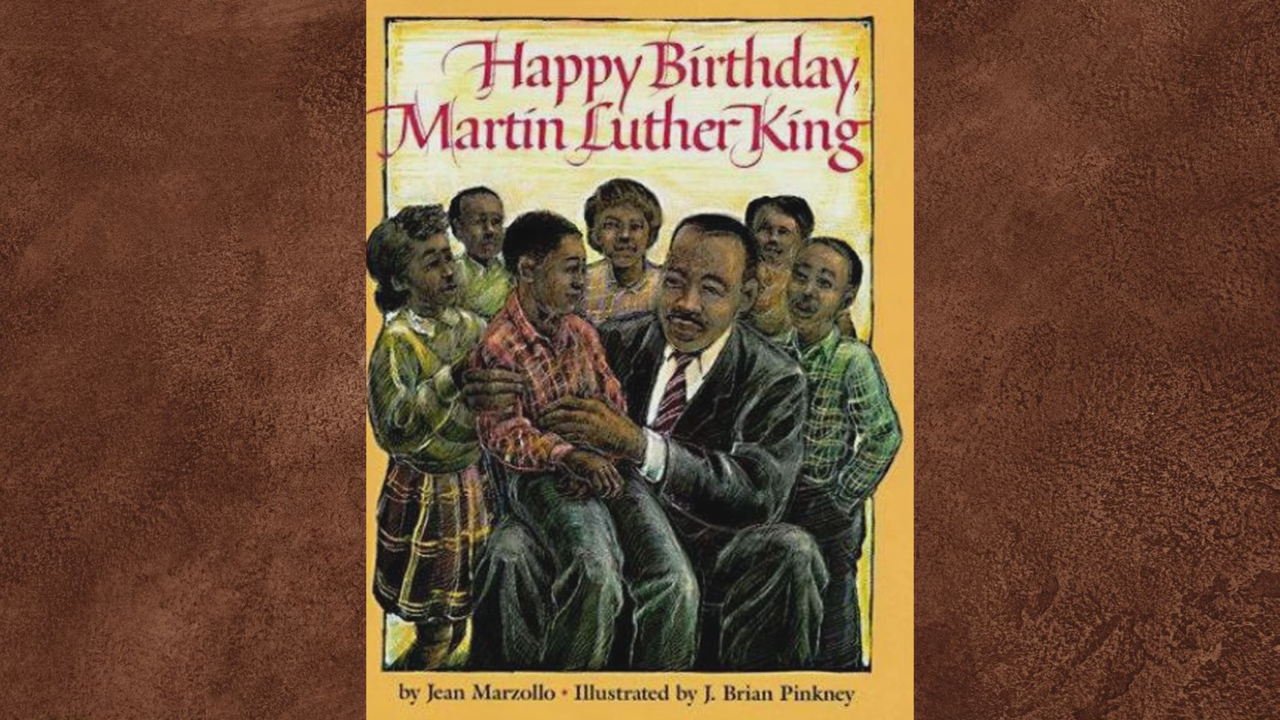 Happy Birthday,
Martin Luther King
by Jean Marzollo • Illustrated by J. Brian Pinkney